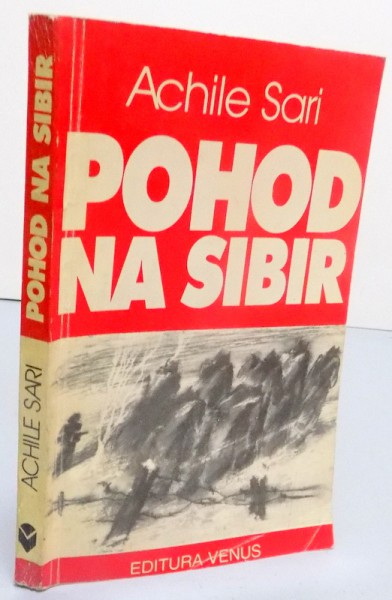 Achile Sari
POHOD
NA SIBIR
EDITURA VENUS
POHOD NA SIBIR
ACHILE SARI